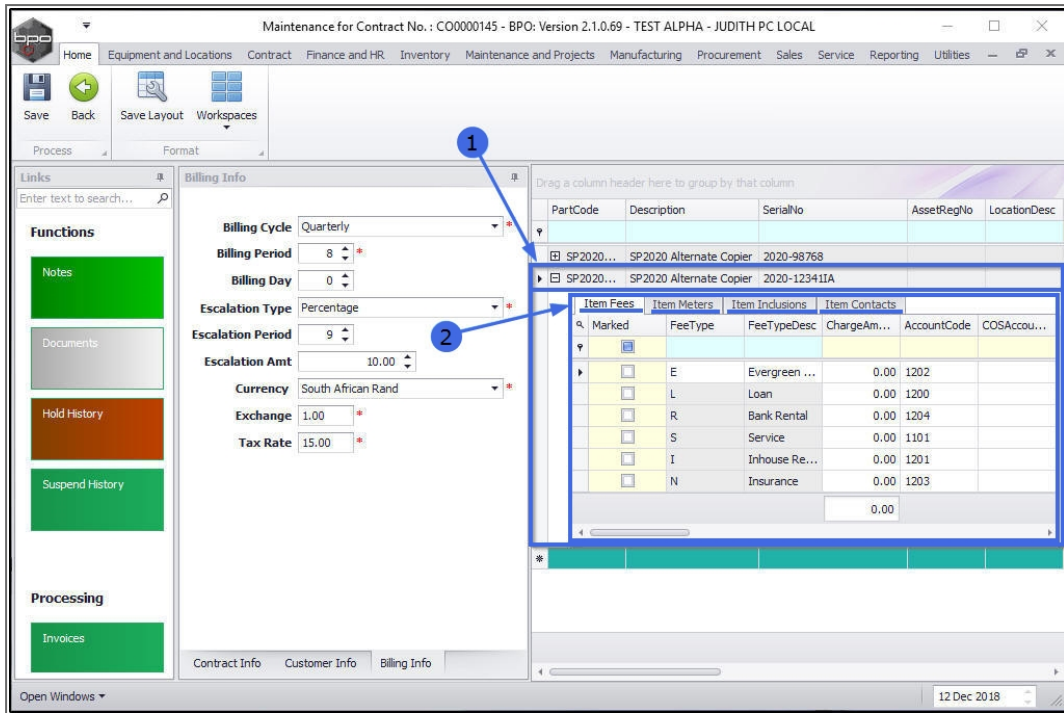 Maintenance for Contract No. : CO0000145 - BPO: Version 2.1.0.69 - TEST ALPHA - JUDITH PC LOCAL
bpo
Home Equipment and Locations Contract Finance and HR Inventory Maintenance and Projects Manufacturing Procurement Sales Service Reporting Utilities
Save Back Save Layout Workspaces
Process Format
1
Links
Enter text to search...
Functions
Notes
Documents
Hold History
Suspend History
Processing
Invoices
Billing Info
Billing Cycle Quarterly *
Billing Period 8 *
Billing Day 0
Escalation Type Percentage *
Escalation Period 9
Escalation Amt 10.00
Currency South African Rand *
Exchange 1.00 *
Tax Rate 15.00 *
Contract Info Customer Info Billing Info
Drag a column header here to group by that column
PartCode Description SerialNo AssetRegNo LocationDesc
SP2020... SP2020 Alternate Copier 2020-98768
SP2020... SP2020 Alternate Copier 2020-12341IA
2
Item Fees Item Meters Item Inclusions Item Contacts
Marked FeeType FeeTypeDesc ChargeAm... AccountCode COSAccou...
E Evergreen ... 0.00 1202
L Loan 0.00 1200
R Bank Rental 0.00 1204
S Service 0.00 1101
I Inhouse Re... 0.00 1201
N Insurance 0.00 1203
0.00
Open Windows
12 Dec 2018